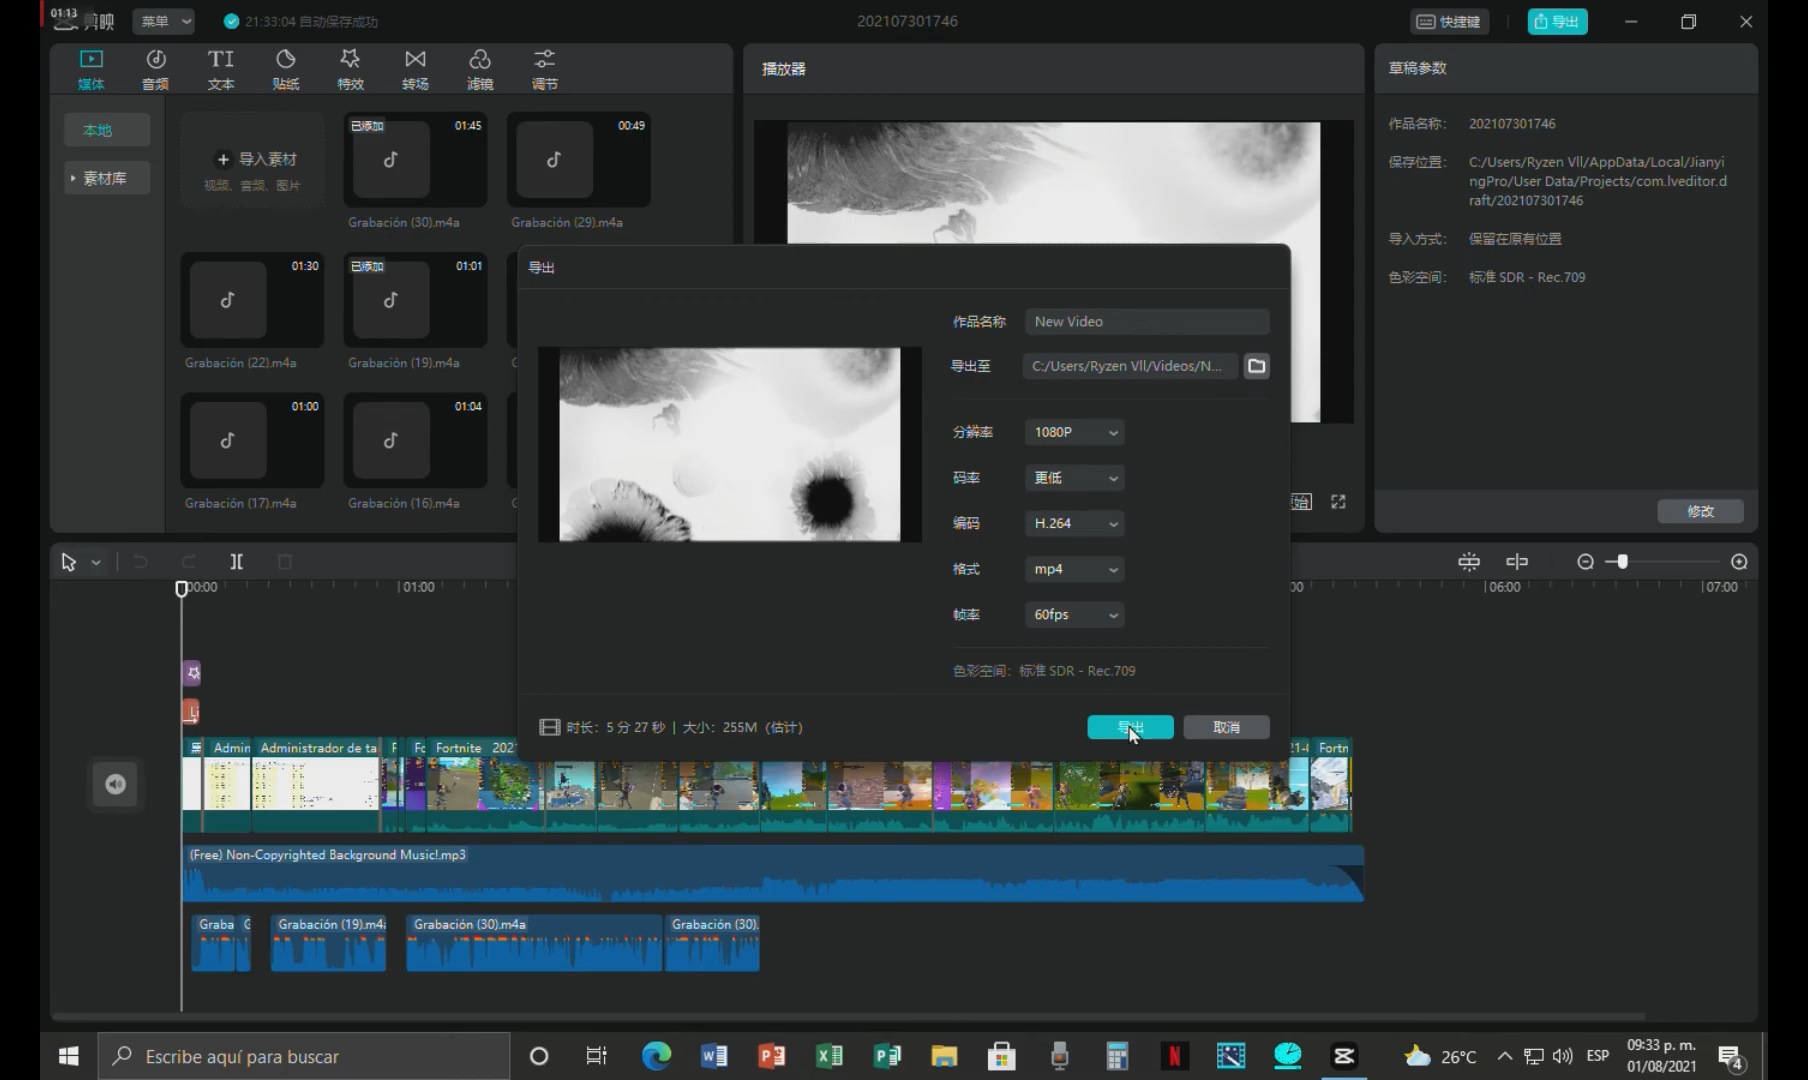 01:13
剪映
菜单
21:33:04 自动保存成功
202107301746
快捷键
导出
媒体
音频
文本
贴纸
特效
转场
滤镜
调节
播放器
草稿参数
本地
素材库
导入素材
视频、音频、图片
已添加
01:45
Grabación (30).m4a
00:49
Grabación (29).m4a
01:30
Grabación (22).m4a
已添加
01:01
Grabación (19).m4a
01:00
Grabación (17).m4a
01:04
Grabación (16).m4a
作品名称: 202107301746
保存位置: C:/Users/Ryzen VII/AppData/Local/Jianyi
ngPro/User Data/Projects/com.lveditor.d
raft/202107301746
导入方式: 保留在原有位置
色彩空间: 标准 SDR - Rec.709
修改
导出
作品名称 New Video
导出至 C:/Users/Ryzen VII/Videos/N...
分辨率 1080P
码率 更低
编码 H.264
格式 mp4
帧率 60fps
色彩空间: 标准 SDR - Rec.709
时长: 5 分 27 秒 | 大小: 255M (估计)
导出
取消
00:00
01:00
06:00
07:00
Admin
Administrador de ta
Fortnite 202
Fortn
(Free) Non-Copyrighted Background Music!.mp3
Graba
Grabación (19).m4a
Grabación (30).m4a
Grabación (30).
Escribe aquí para buscar
26°C
ESP
09:33 p. m.
01/08/2021
4